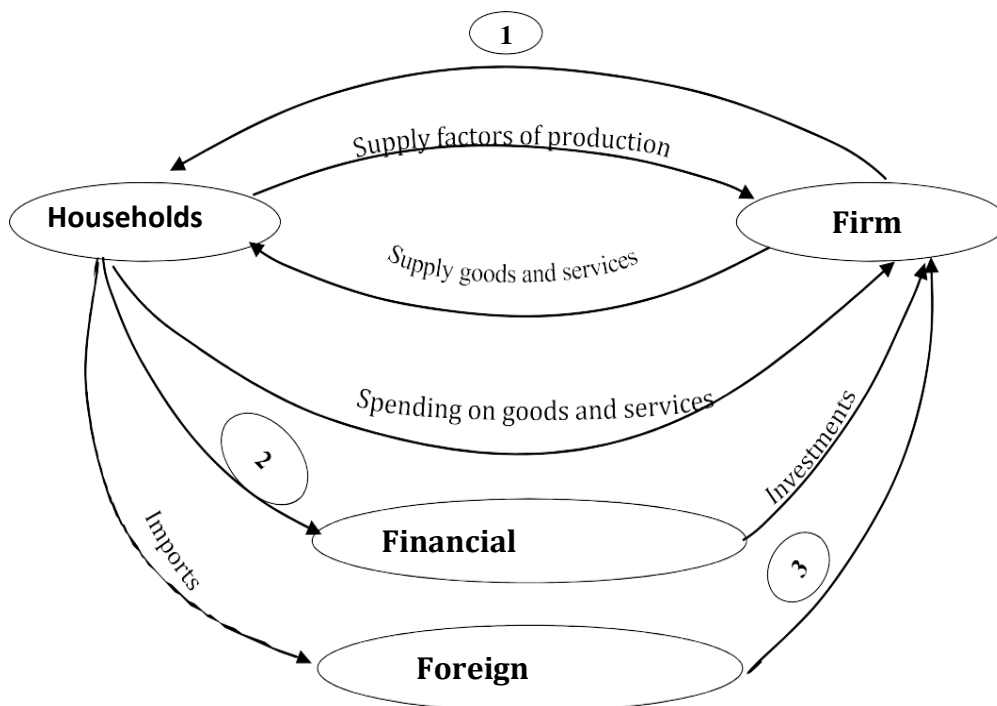 1
Supply factors of production
Households
Firm
Supply goods and services
Spending on goods and services
2
Investments
Financial
3
Imports
Foreign